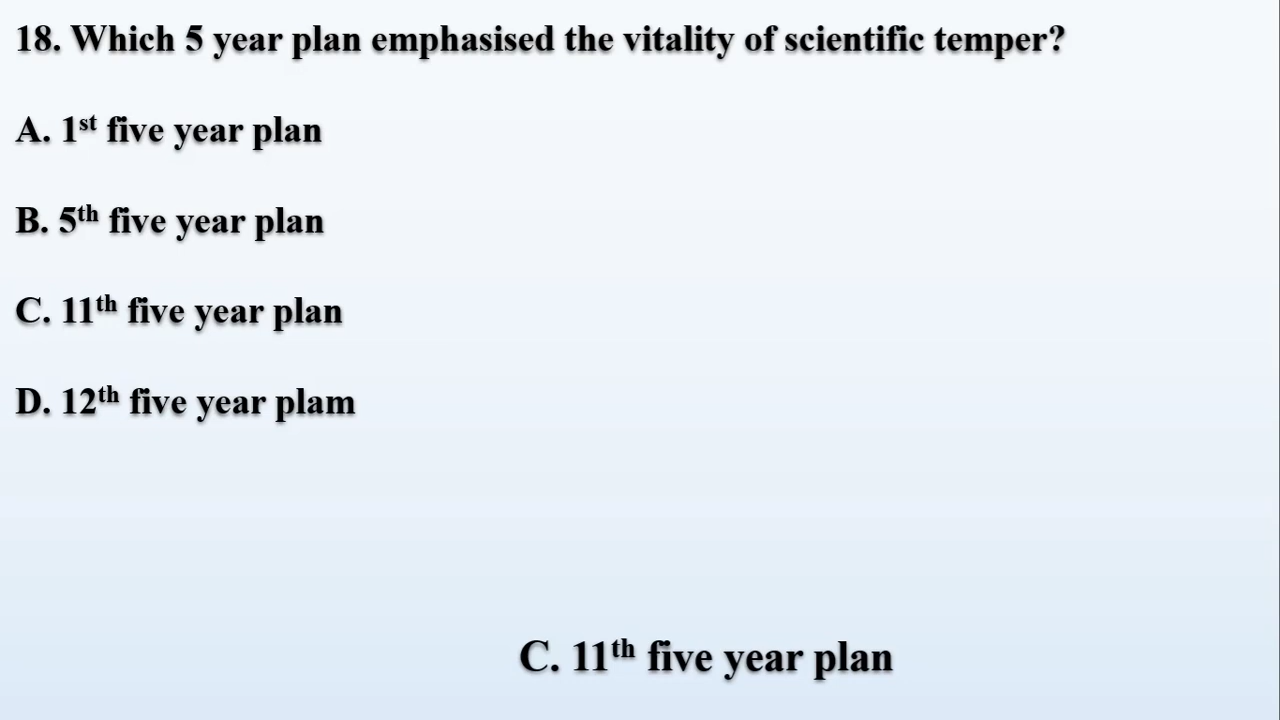 18. Which 5 year plan emphasised the vitality of scientific temper?
A. 1st five year plan
B. 5th five year plan
C. 11th five year plan
D. 12th five year plam
C. 11th five year plan